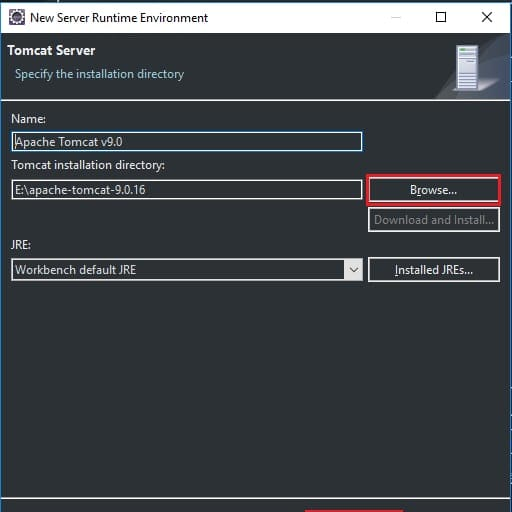 New Server Runtime Environment
Tomcat Server
Specify the installation directory
Name:
Apache Tomcat v9.0
Tomcat installation directory:
E:\apache-tomcat-9.0.16
Browse...
Download and Install...
JRE:
Workbench default JRE
Installed JREs...